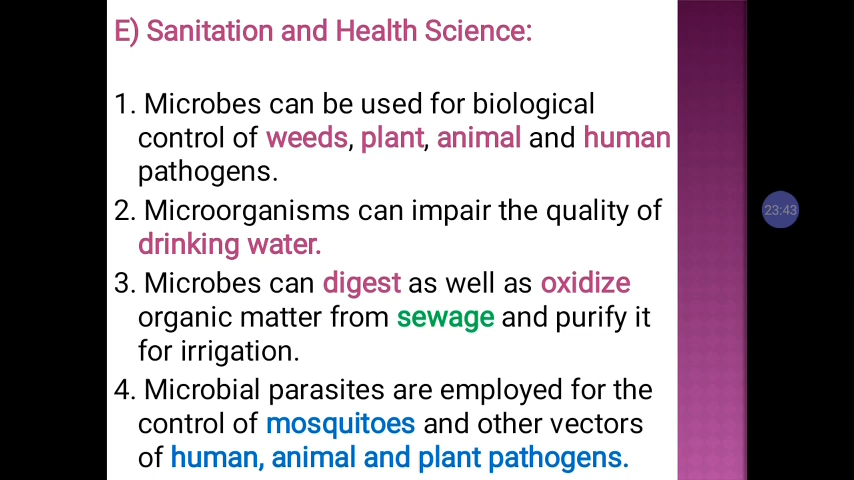 E) Sanitation and Health Science:
1. Microbes can be used for biological
control of weeds, plant, animal and human
pathogens.
2. Microorganisms can impair the quality of
drinking water.
3. Microbes can digest as well as oxidize
organic matter from sewage and purify it
for irrigation.
4. Microbial parasites are employed for the
control of mosquitoes and other vectors
of human, animal and plant pathogens.
23:43